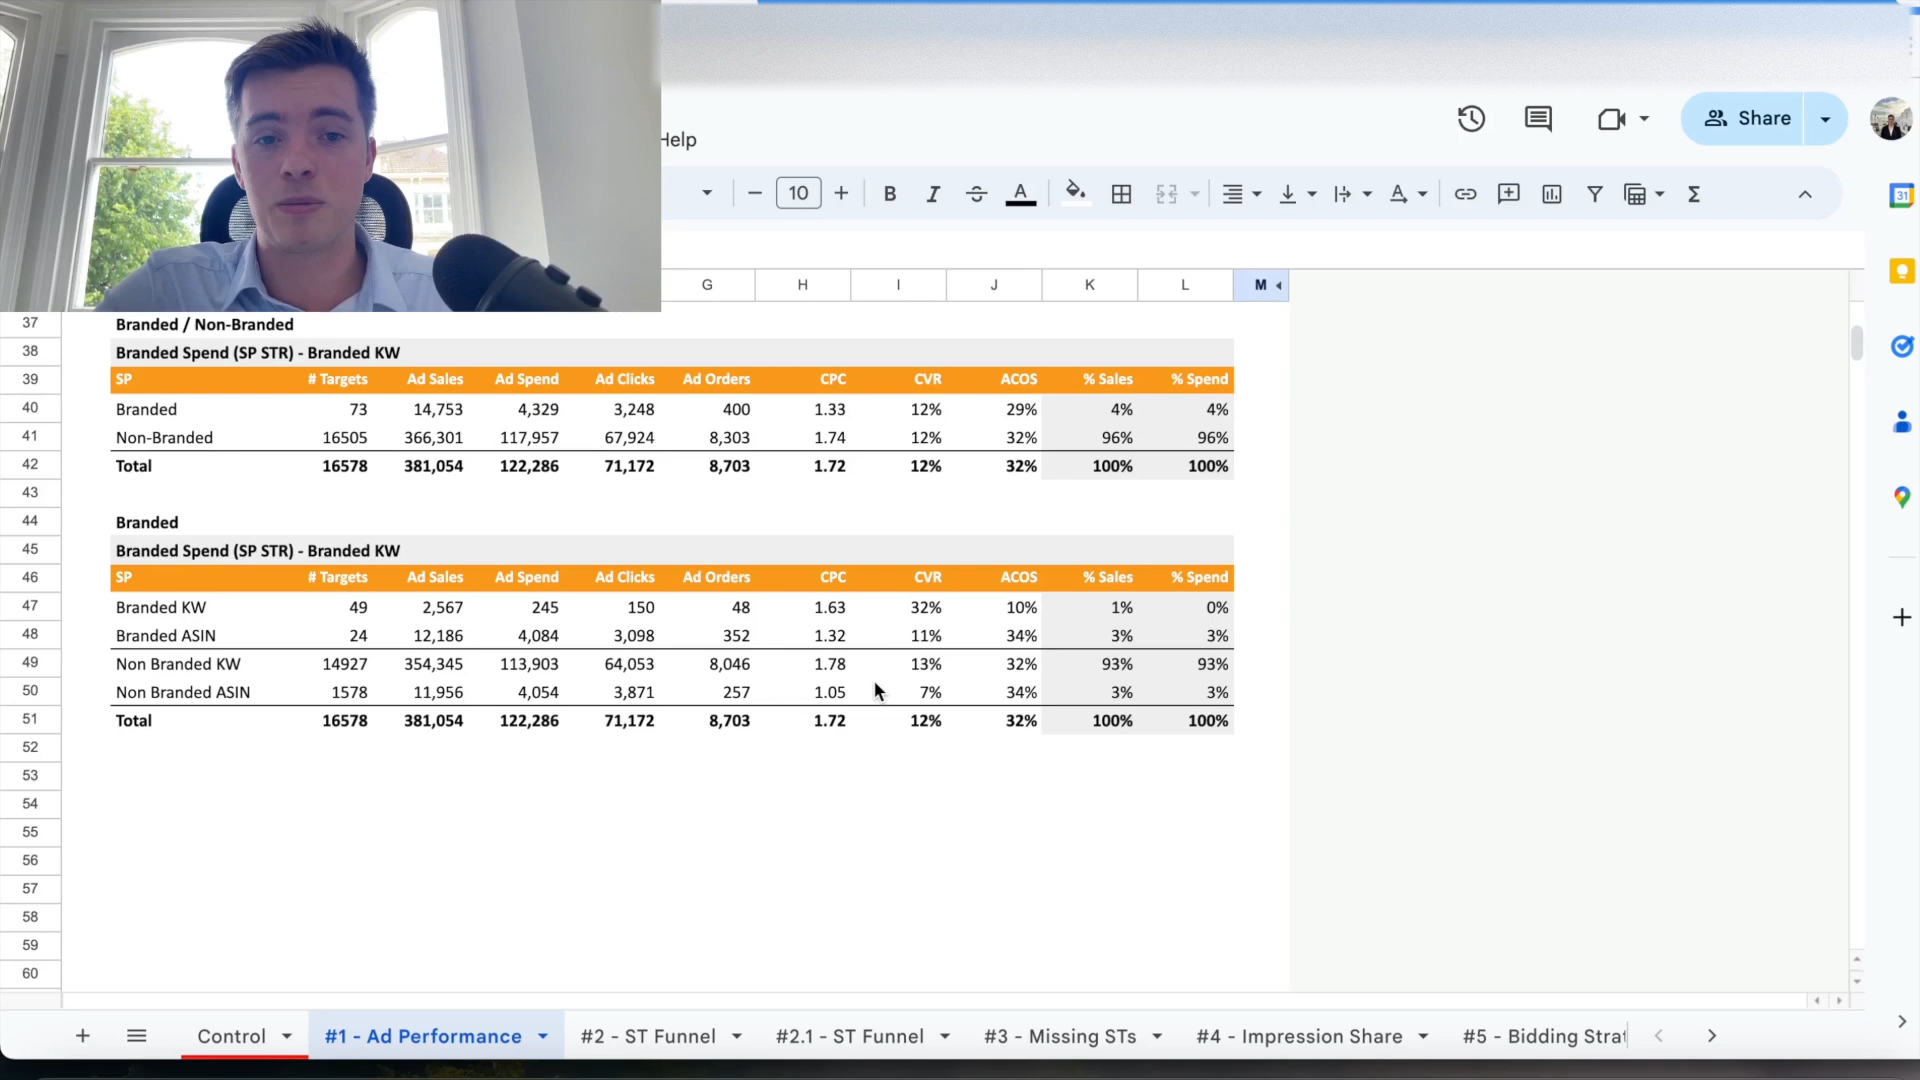 Help
Share
10
B
I
A
31
G H I J K L M
37 Branded / Non-Branded
38 Branded Spend (SP STR) - Branded KW
39 SP # Targets Ad Sales Ad Spend Ad Clicks Ad Orders CPC CVR ACOS % Sales % Spend
40 Branded 73 14,753 4,329 3,248 400 1.33 12% 29% 4% 4%
41 Non-Branded 16505 366,301 117,957 67,924 8,303 1.74 12% 32% 96% 96%
42 Total 16578 381,054 122,286 71,172 8,703 1.72 12% 32% 100% 100%
43
44 Branded
45 Branded Spend (SP STR) - Branded KW
46 SP # Targets Ad Sales Ad Spend Ad Clicks Ad Orders CPC CVR ACOS % Sales % Spend
47 Branded KW 49 2,567 245 150 48 1.63 32% 10% 1% 0%
48 Branded ASIN 24 12,186 4,084 3,098 352 1.32 11% 34% 3% 3%
49 Non Branded KW 14927 354,345 113,903 64,053 8,046 1.78 13% 32% 93% 93%
50 Non Branded ASIN 1578 11,956 4,054 3,871 257 1.05 7% 34% 3% 3%
51 Total 16578 381,054 122,286 71,172 8,703 1.72 12% 32% 100% 100%
52
53
54
55
56
57
58
59
60
Control #1 - Ad Performance #2 - ST Funnel #2.1 - ST Funnel #3 - Missing STs #4 - Impression Share #5 - Bidding Strat